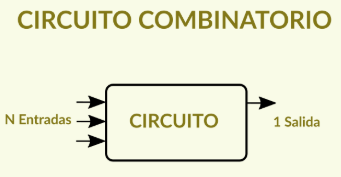 CIRCUITO COMBINATORIO
N Entradas
CIRCUITO
1 Salida